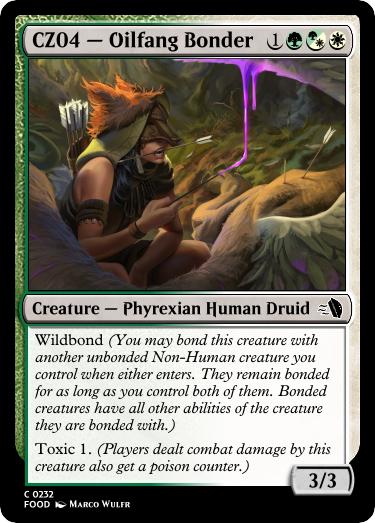 CZ04 — Oilfang Bonder 1
Creature — Phyrexian Human Druid
Wildbond (You may bond this creature with
another unbonded Non-Human creature you
control when either enters. They remain bonded
for as long as you control both of them. Bonded
creatures have all other abilities of the creature
they are bonded with.)
Toxic 1. (Players dealt combat damage by this
creature also get a poison counter.)
3/3
C 0232
FOOD Marco Wulfr